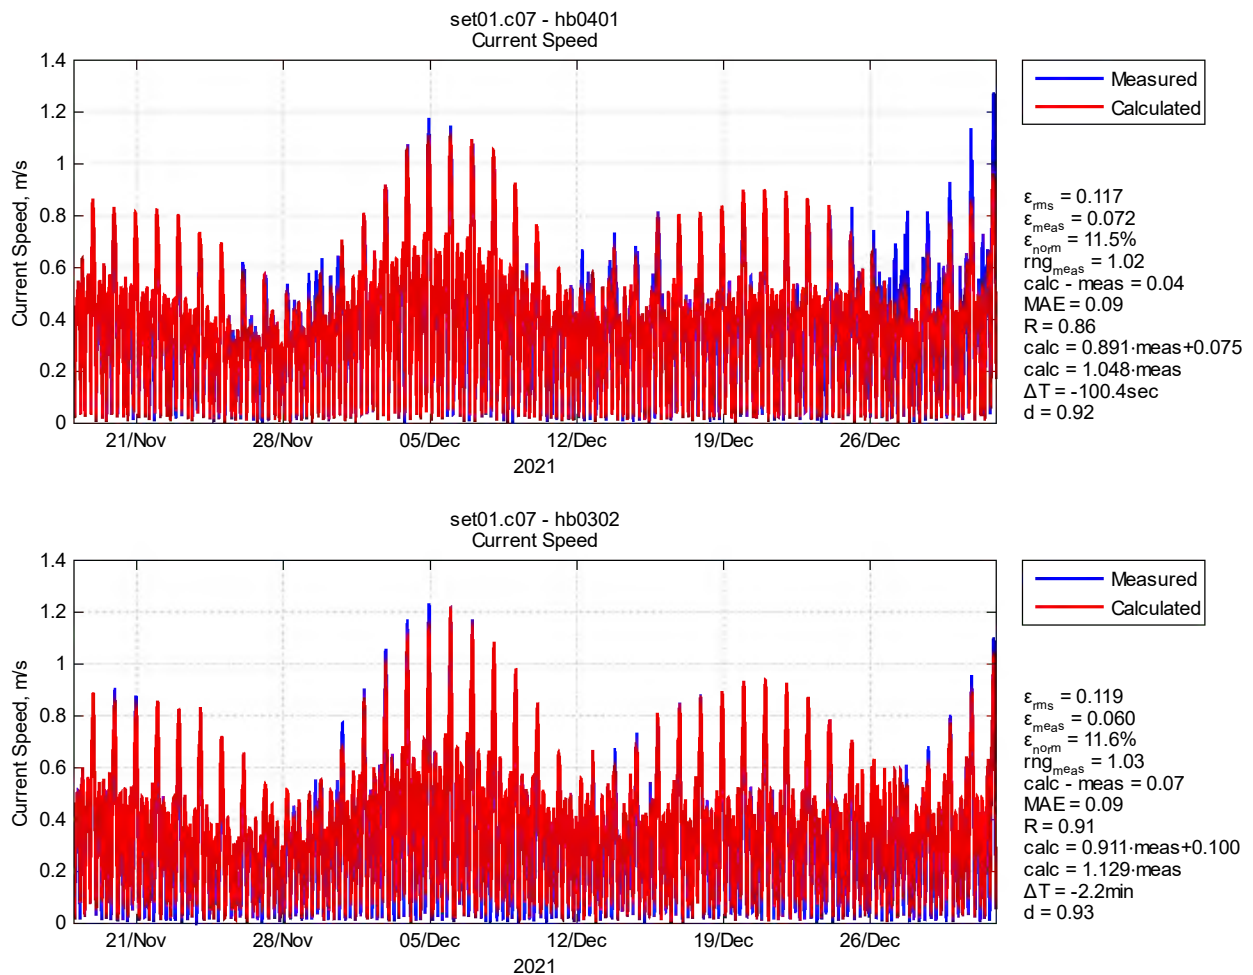 set01.c07 - hb0401
Current Speed
1.4
1.2
1
0.8
0.6
0.4
0.2
0
Current Speed, m/s
21/Nov 28/Nov 05/Dec 12/Dec 19/Dec 26/Dec
2021
Measured
Calculated
εrms = 0.117
εmeas = 0.072
εnorm = 11.5%
rngmeas = 1.02
calc - meas = 0.04
MAE = 0.09
R = 0.86
calc = 0.891·meas+0.075
calc = 1.048·meas
ΔT = -100.4sec
d = 0.92
set01.c07 - hb0302
Current Speed
1.4
1.2
1
0.8
0.6
0.4
0.2
0
Current Speed, m/s
21/Nov 28/Nov 05/Dec 12/Dec 19/Dec 26/Dec
2021
Measured
Calculated
εrms = 0.119
εmeas = 0.060
εnorm = 11.6%
rngmeas = 1.03
calc - meas = 0.07
MAE = 0.09
R = 0.91
calc = 0.911·meas+0.100
calc = 1.129·meas
ΔT = -2.2min
d = 0.93